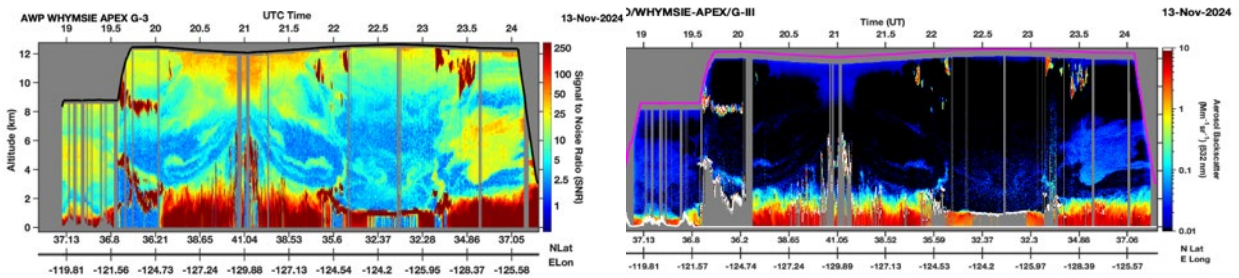 AWP WHYMSIE APEX G-3
UTC Time
13-Nov-2024
19 19.5 20 20.5 21 21.5 22 22.5 23 23.5 24
Altitude (km)
12
10
8
6
4
2
0
250
100
50
25
10
5
2.5
1
Signal to Noise Ratio (SNR)
37.13 36.8 36.21 38.65 41.04 38.53 35.6 32.37 32.28 34.86 37.05
NLat
ELon
-119.81 -121.56 -124.73 -127.24 -129.88 -127.13 -124.54 -124.2 -125.95 -128.37 -125.58
O/WHYMSIE-APEX/G-III
Time (UT)
13-Nov-2024
19 19.5 20 20.5 21 21.5 22 22.5 23 23.5 24
10
1
0.1
0.01
Aerosol Backscatter
(Mm⁻¹ sr⁻¹) (532 nm)
37.13 36.8 36.2 38.65 41.05 38.52 35.59 32.37 32.3 34.88 37.06
N Lat
E Long
-119.81 -121.57 -124.74 -127.24 -129.89 -127.13 -124.53 -124.2 -125.97 -128.37 -125.57